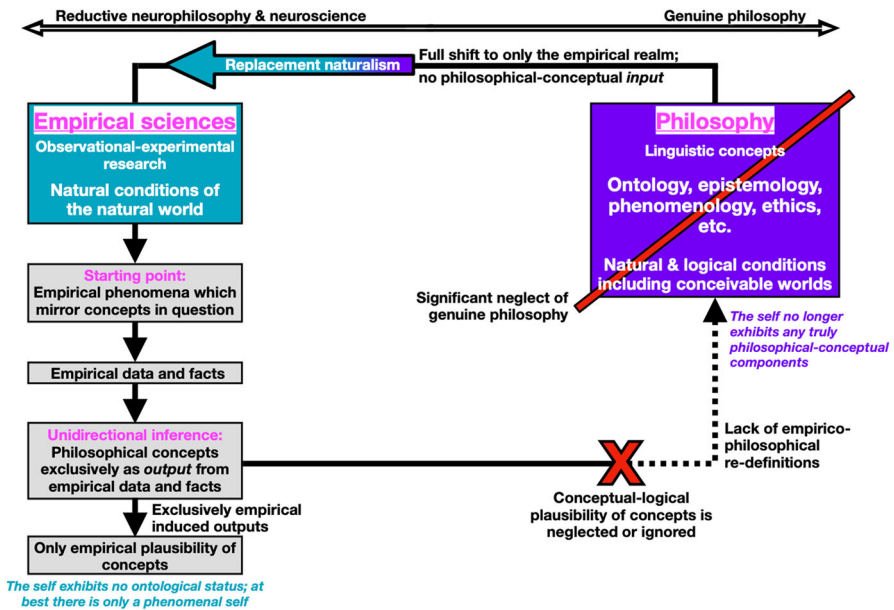 Reductive neurophilosophy & neuroscience
Genuine philosophy
Replacement naturalism
Full shift to only the empirical realm;
no philosophical-conceptual input
Empirical sciences
Observational-experimental
research
Natural conditions of
the natural world
Philosophy
Linguistic concepts
Ontology, epistemology,
phenomenology, ethics,
etc.
Natural & logical conditions
including conceivable worlds
Significant neglect of
genuine philosophy
The self no longer
exhibits any truly
philosophical-conceptual
components
Starting point:
Empirical phenomena which
mirror concepts in question
Empirical data and facts
Unidirectional inference:
Philosophical concepts
exclusively as output from
empirical data and facts
Lack of empirico-
philosophical
re-definitions
X
Conceptual-logical
plausibility of concepts is
neglected or ignored
Exclusively empirical
induced outputs
Only empirical plausibility of
concepts
The self exhibits no ontological status; at
best there is only a phenomenal self